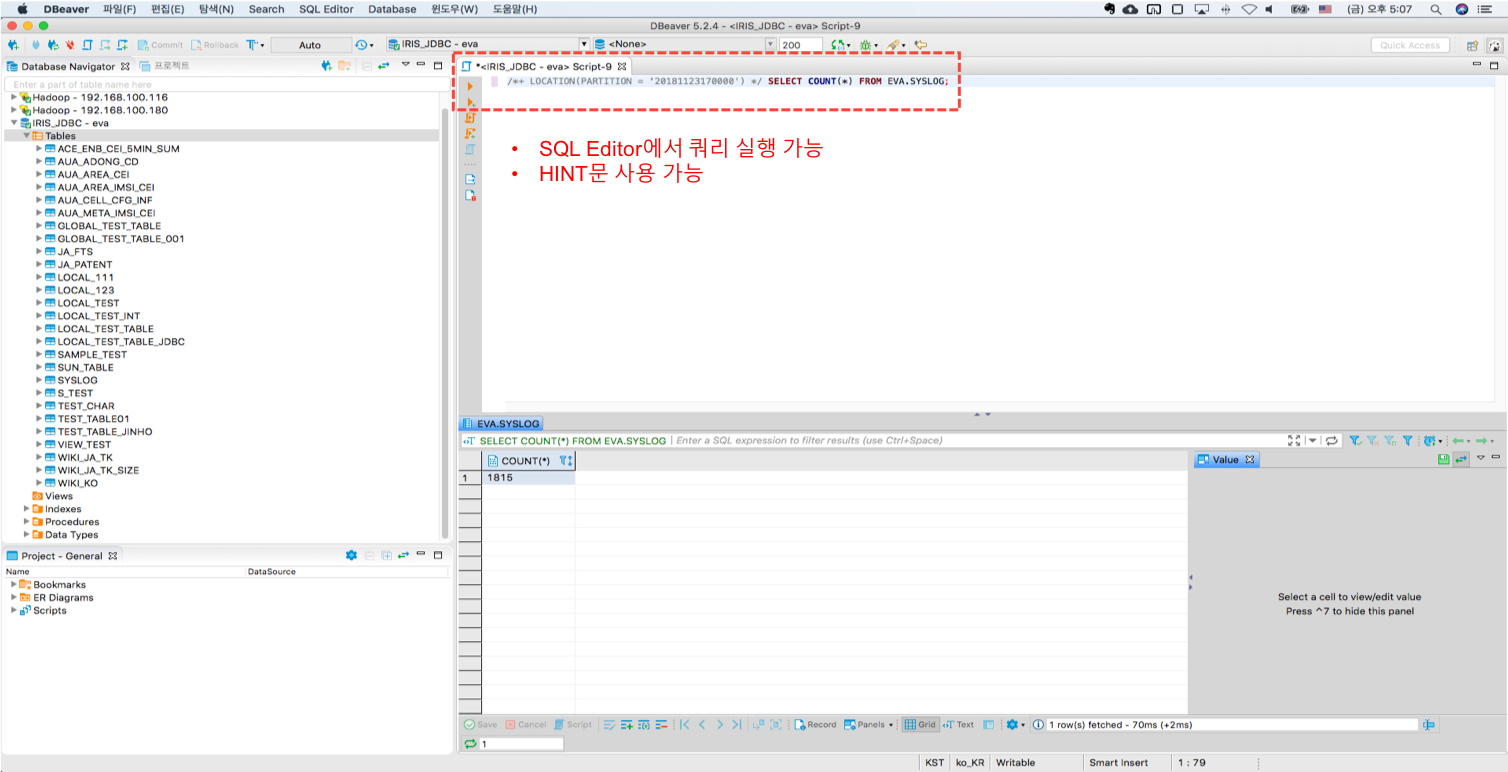 DBeaver 파일(F) 편집(E) 탐색(N) Search SQL Editor Database 윈도우(W) 도움말(H) (금) 오후 5:07
DBeaver 5.2.4 - <IRIS_JDBC - eva> Script-9
Commit Rollback Auto IRIS_JDBC - eva <None> 200 Quick Access
Database Navigator 프로젝트
Enter a part of table name here
Hadoop - 192.168.100.116
Hadoop - 192.168.100.180
IRIS_JDBC - eva
Tables
ACE_ENB_CEI_5MIN_SUM
AUA_ADONG_CD
AUA_AREA_CEI
AUA_AREA_IMSI_CEI
AUA_CELL_CFG_INF
AUA_META_IMSI_CEI
GLOBAL_TEST_TABLE
GLOBAL_TEST_TABLE_001
JA_FTS
JA_PATENT
LOCAL_111
LOCAL_123
LOCAL_TEST
LOCAL_TEST_INT
LOCAL_TEST_TABLE
LOCAL_TEST_TABLE_JDBC
SAMPLE_TEST
SUN_TABLE
SYSLOG
S_TEST
TEST_CHAR
TEST_TABLE01
TEST_TABLE_JINHO
VIEW_TEST
WIKI_JA_TK
WIKI_JA_TK_SIZE
WIKI_KO
Views
Indexes
Procedures
Data Types
Project - General
Name DataSource
Bookmarks
ER Diagrams
Scripts
*<IRIS_JDBC - eva> Script-9
/*+ LOCATION(PARTITION = '20181123170000') */ SELECT COUNT(*) FROM EVA.SYSLOG;
• SQL Editor에서 쿼리 실행 가능
• HINT문 사용 가능
EVA.SYSLOG
SELECT COUNT(*) FROM EVA.SYSLOG Enter a SQL expression to filter results (use Ctrl+Space)
COUNT(*)
1 1815
Value
Select a cell to view/edit value
Press ^7 to hide this panel
Save Cancel Script Record Panels Grid Text 1 row(s) fetched - 70ms (+2ms)
1
KST ko_KR Writable Smart Insert 1 : 79